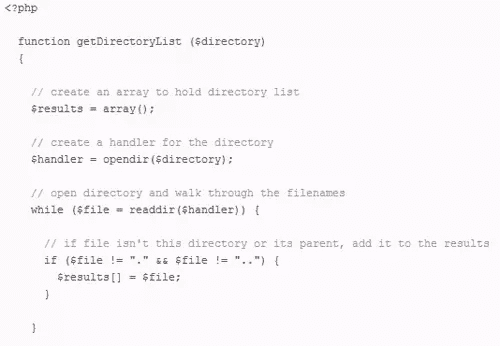 <?php
function getDirectoryList ($directory)
{
// create an array to hold directory list
$results = array();
// create a handler for the directory
$handler = opendir($directory);
// open directory and walk through the filenames
while ($file = readdir($handler)) {
// if file isn't this directory or its parent, add it to the results
if ($file != "." && $file != "..") {
$results[] = $file;
}
}